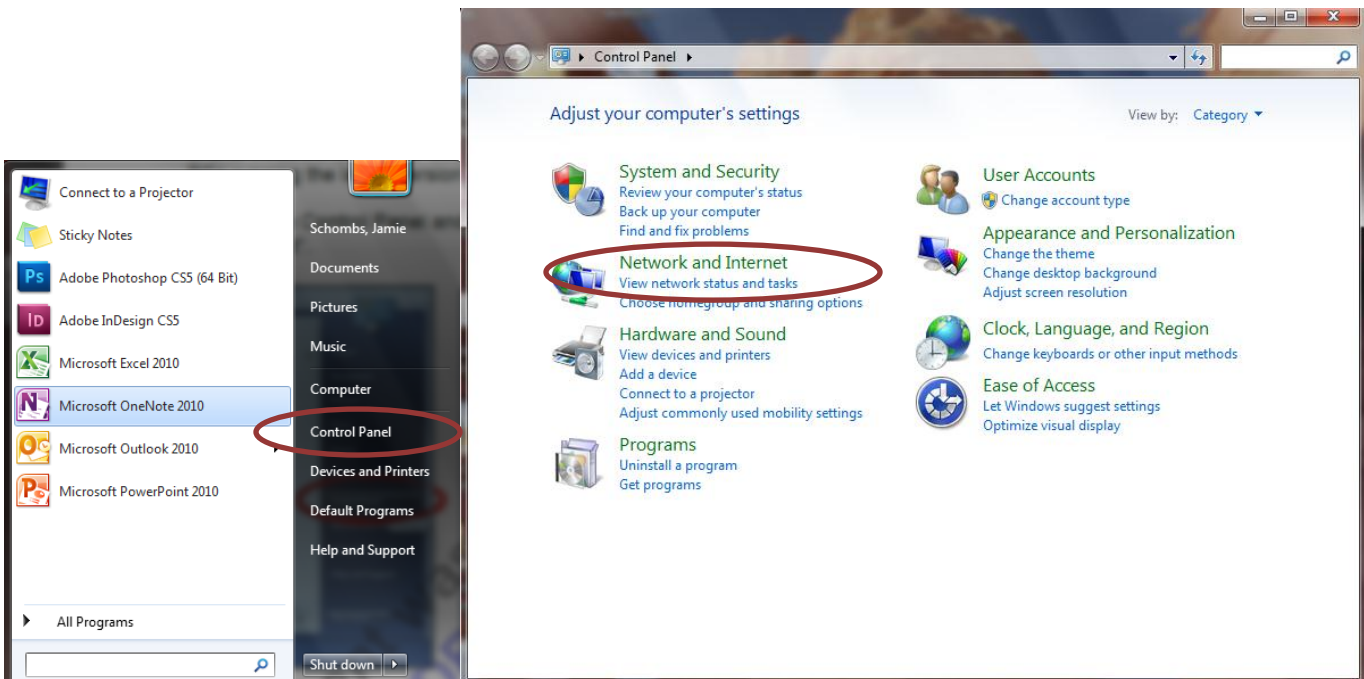 Connect to a Projector
Sticky Notes
Ps Adobe Photoshop CS5 (64 Bit)
ID Adobe InDesign CS5
Microsoft Excel 2010
Microsoft OneNote 2010
Microsoft Outlook 2010
Microsoft PowerPoint 2010
All Programs
Schombs, Jamie
Documents
Pictures
Music
Computer
Control Panel
Devices and Printers
Default Programs
Help and Support
Shut down
Control Panel
Adjust your computer's settings
View by: Category
System and Security
Review your computer's status
Back up your computer
Find and fix problems
Network and Internet
View network status and tasks
Choose homegroup and sharing options
Hardware and Sound
View devices and printers
Add a device
Connect to a projector
Adjust commonly used mobility settings
Programs
Uninstall a program
Get programs
User Accounts
Change account type
Appearance and Personalization
Change the theme
Change desktop background
Adjust screen resolution
Clock, Language, and Region
Change keyboards or other input methods
Ease of Access
Let Windows suggest settings
Optimize visual display